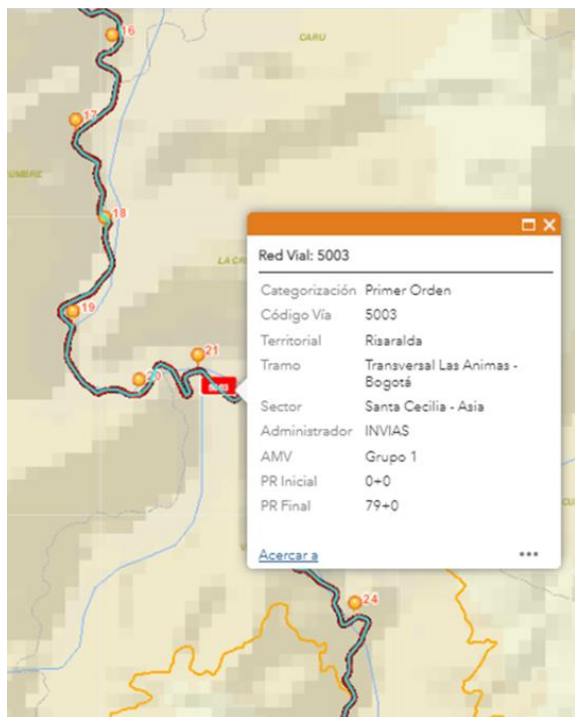 16
CARU
17
UMBRE
18
LA C
19
21
20
Red Vial: 5003
Categorización Primer Orden
Código Vía 5003
Territorial Risaralda
Tramo Transversal Las Animas -
Bogotá
Sector Santa Cecilia - Asia
Administrador INVIAS
AMV Grupo 1
PR Inicial 0+0
PR Final 79+0
Acercar a
24